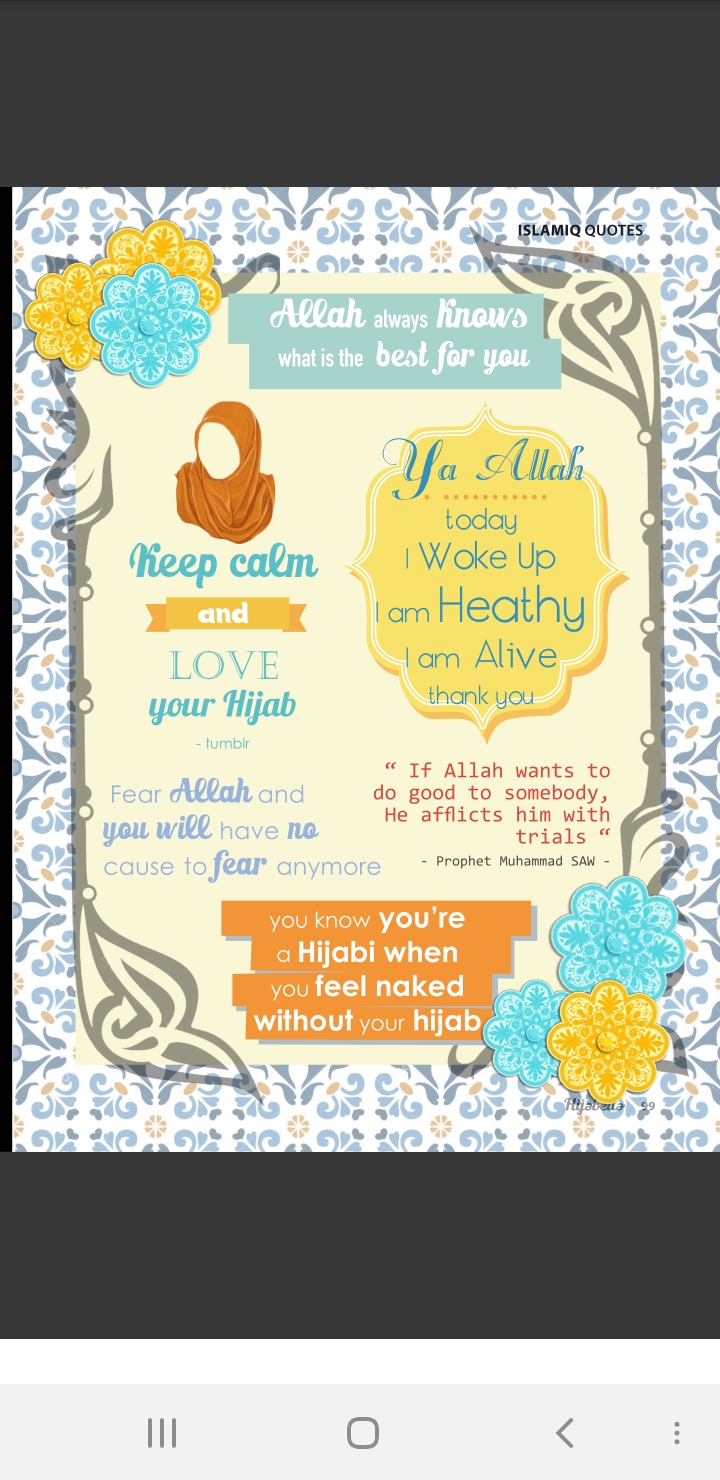 ISLAMIQ QUOTES
Allah always knows
what is the best for you
Keep calm
and
LOVE
your Hijab
- tumblr
Ya Allah
today
I Woke Up
I am Heathy
I am Alive
thank you
Fear Allah and
you will have no
cause to fear anymore
“ If Allah wants to
do good to somebody,
He afflicts him with
trials “
- Prophet Muhammad SAW -
you know you're
a Hijabi when
you feel naked
without your hijab
99